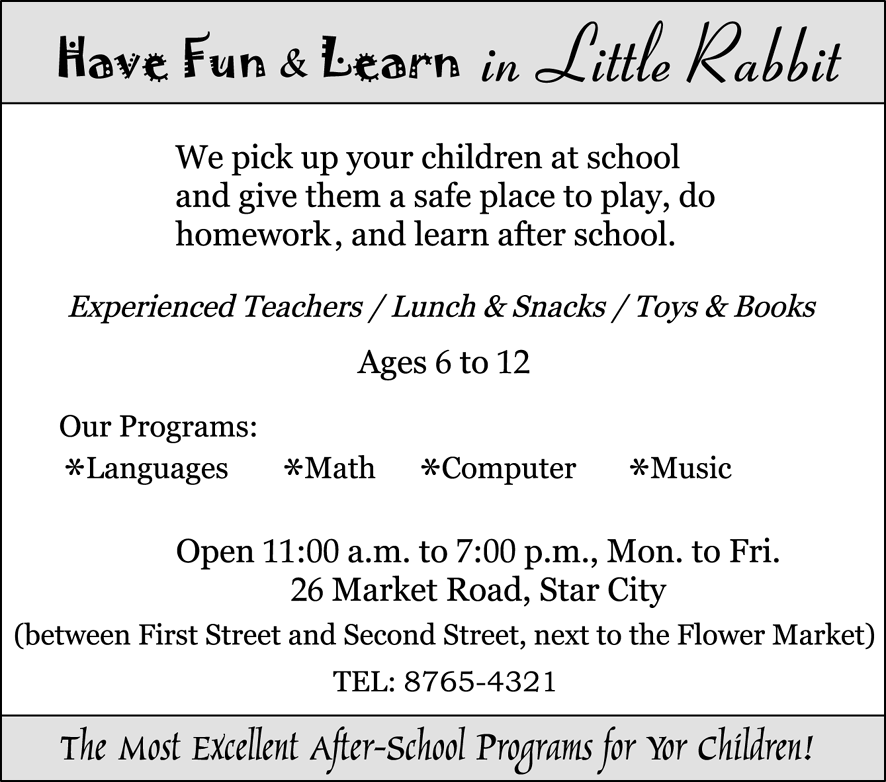 Have Fun & Learn in Little Rabbit
We pick up your children at school
and give them a safe place to play, do
homework, and learn after school.
Experienced Teachers / Lunch & Snacks / Toys & Books
Ages 6 to 12
Our Programs:
*Languages *Math *Computer *Music
Open 11:00 a.m. to 7:00 p.m., Mon. to Fri.
26 Market Road, Star City
(between First Street and Second Street, next to the Flower Market)
TEL: 8765-4321
The Most Excellent After-School Programs for Yor Children!